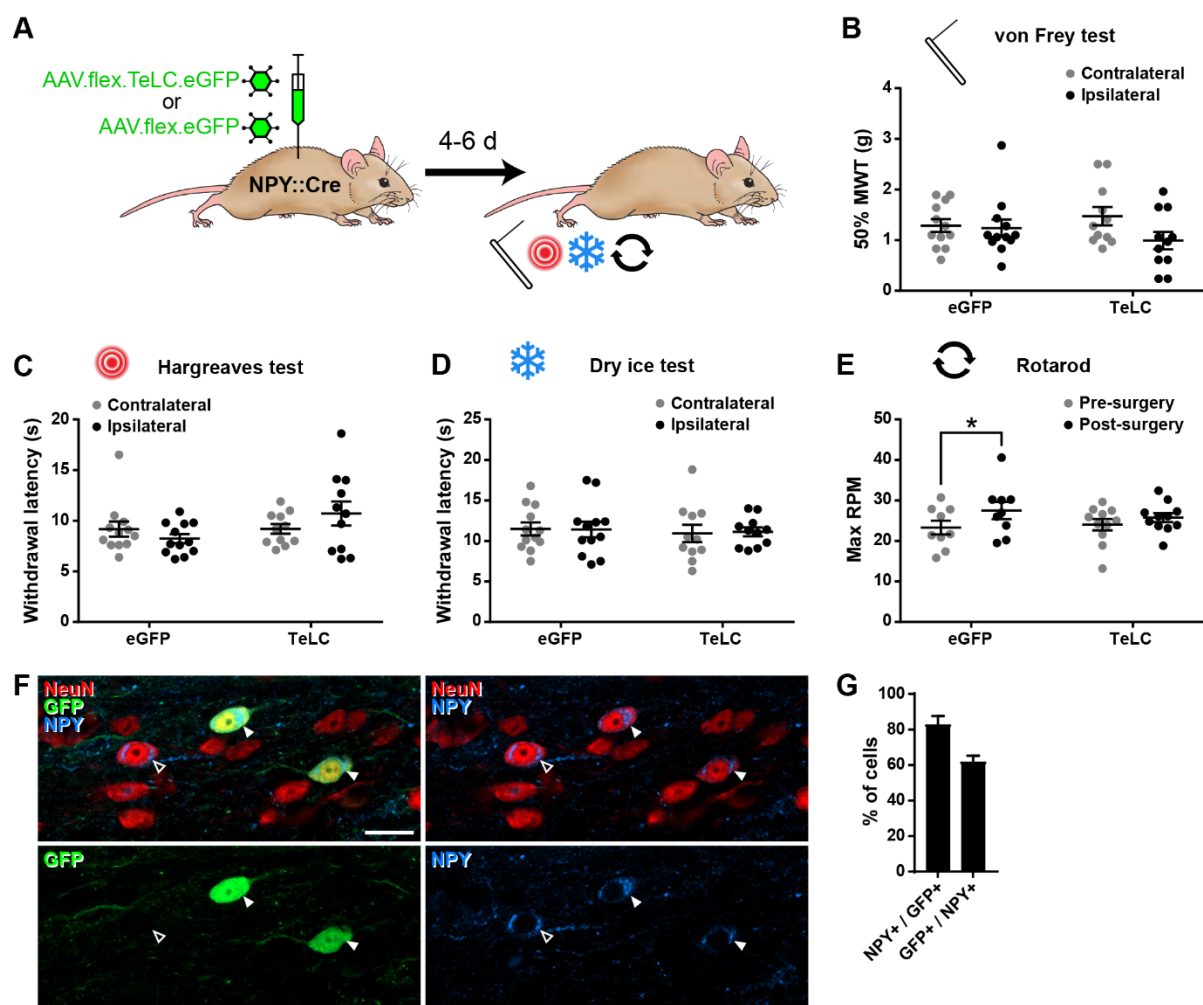 A
AAV.flex.TeLC.eGFP
or
AAV.flex.eGFP
NPY::Cre
4-6 d
B
von Frey test
Contralateral
Ipsilateral
50% MWT (g)
4
3
2
1
0
eGFP
TeLC
C
Hargreaves test
Contralateral
Ipsilateral
Withdrawal latency (s)
20
15
10
5
0
eGFP
TeLC
D
Dry ice test
Contralateral
Ipsilateral
Withdrawal latency (s)
25
20
15
10
5
0
eGFP
TeLC
E
Rotarod
Pre-surgery
Post-surgery
*
Max RPM
50
40
30
20
10
0
eGFP
TeLC
F
NeuN
GFP
NPY
NeuN
NPY
GFP
NPY
G
% of cells
100
80
60
40
20
0
NPY+ / GFP+
GFP+ / NPY+